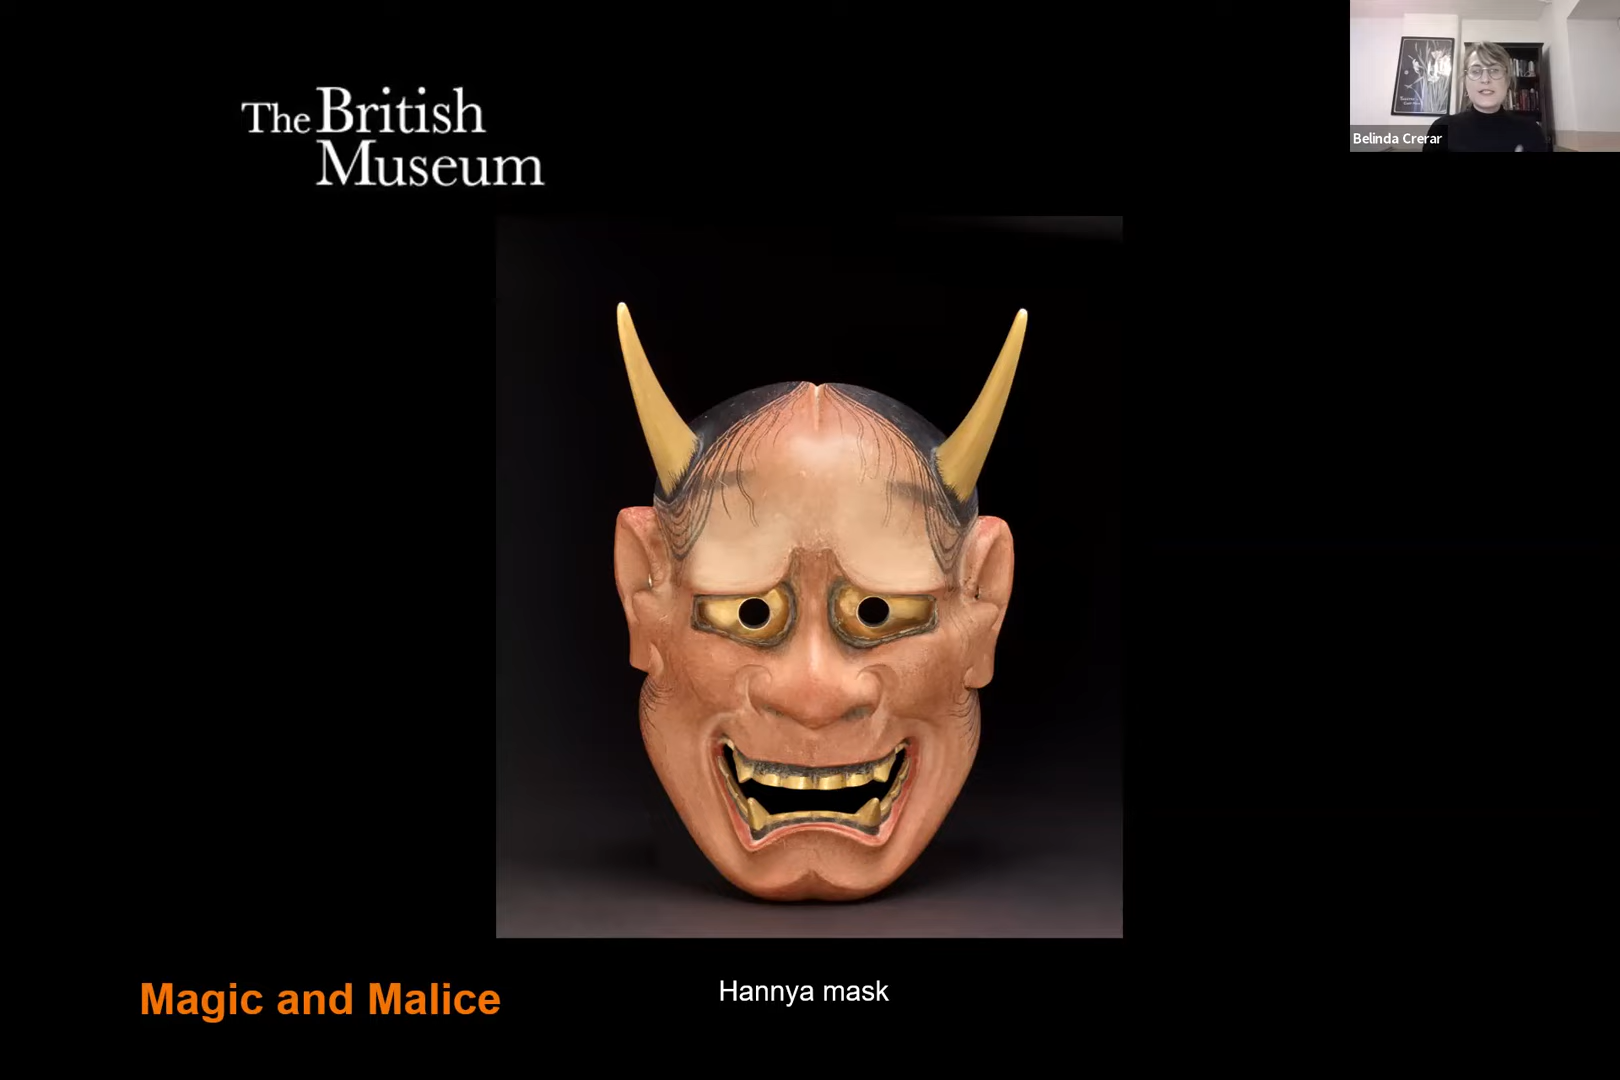 The British
Museum
Belinda Crerar
Magic and Malice
Hannya mask